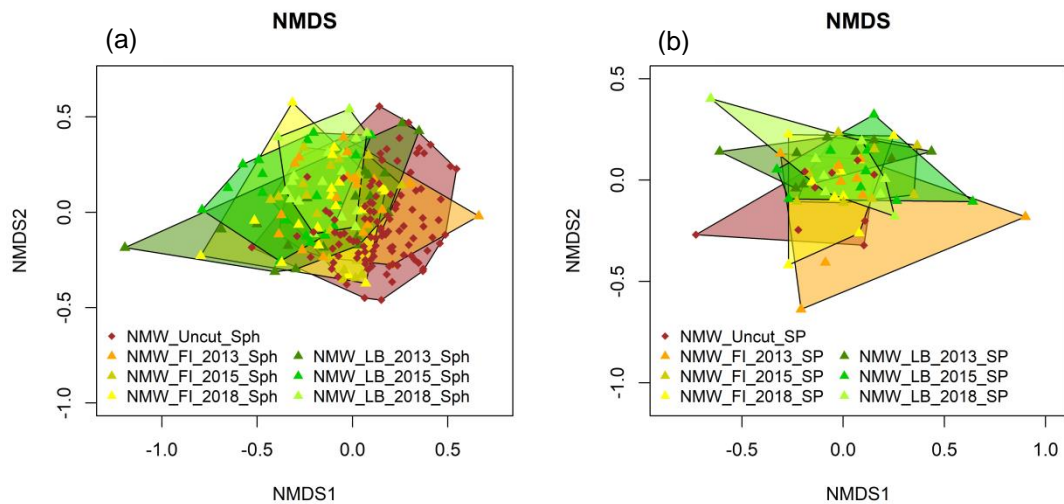 NMDS
(a)
NMDS2
0.5
0.0
-0.5
-1.0
NMW_Uncut_Sph
NMW_FI_2013_Sph NMW_LB_2013_Sph
NMW_FI_2015_Sph NMW_LB_2015_Sph
NMW_FI_2018_Sph NMW_LB_2018_Sph
-1.0 -0.5 0.0 0.5
NMDS1
NMDS
(b)
NMDS2
0.5
0.0
-0.5
-1.0
NMW_Uncut_SP
NMW_FI_2013_SP NMW_LB_2013_SP
NMW_FI_2015_SP NMW_LB_2015_SP
NMW_FI_2018_SP NMW_LB_2018_SP
-0.5 0.0 0.5 1.0
NMDS1